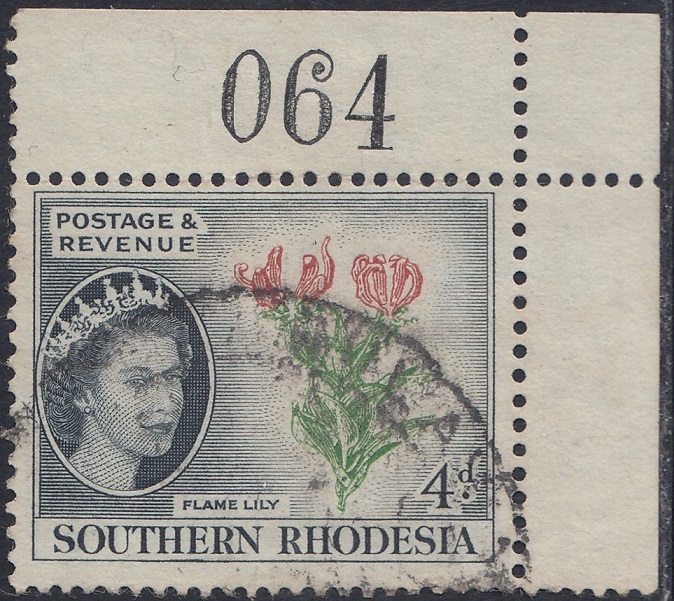 064
POSTAGE &
REVENUE
FLAME LILY
4d.
SOUTHERN RHODESIA